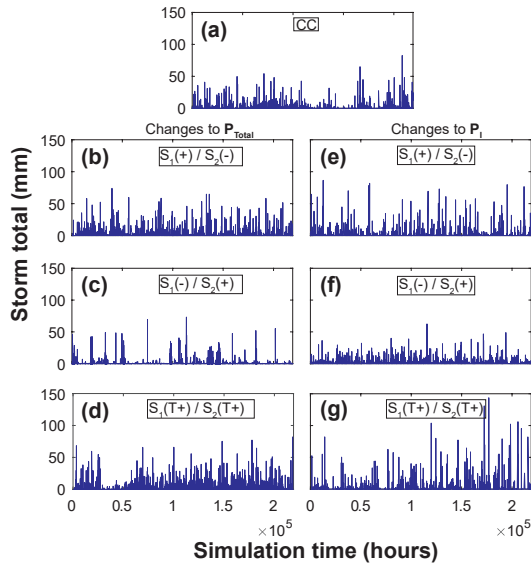 150
100
50
0
(a)
CC
Changes to P_Total
Changes to P_I
150
100
50
0
(b)
S_1(+) / S_2(-)
(e)
S_1(+) / S_2(-)
150
100
50
0
(c)
S_1(-) / S_2(+)
(f)
S_1(-) / S_2(+)
150
100
50
0
(d)
S_1(T+) / S_2(T+)
(g)
S_1(T+) / S_2(T+)
0 0.5 1 1.5 2
×10^5
0 0.5 1 1.5 2
×10^5
Storm total (mm)
Simulation time (hours)